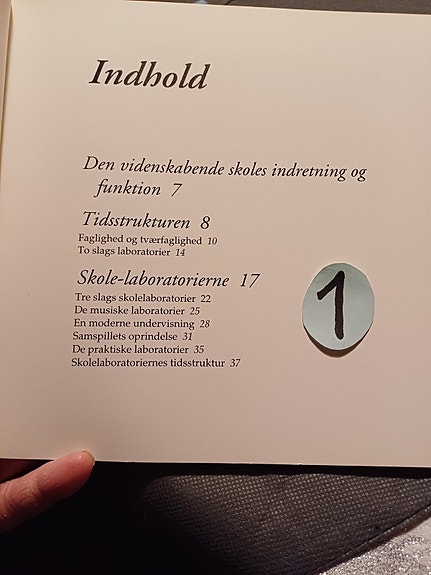 Indhold
Den videnskabende skoles indretning og
funktion 7
Tidsstrukturen 8
Faglighed og tværfaglighed 10
To slags laboratorier 14
Skole-laboratorierne 17
Tre slags skolelaboratorier 22
De musiske laboratorier 25
En moderne undervisning 28
Samspillets oprindelse 31
De praktiske laboratorier 35
Skolelaboratoriernes tidsstruktur 37
1